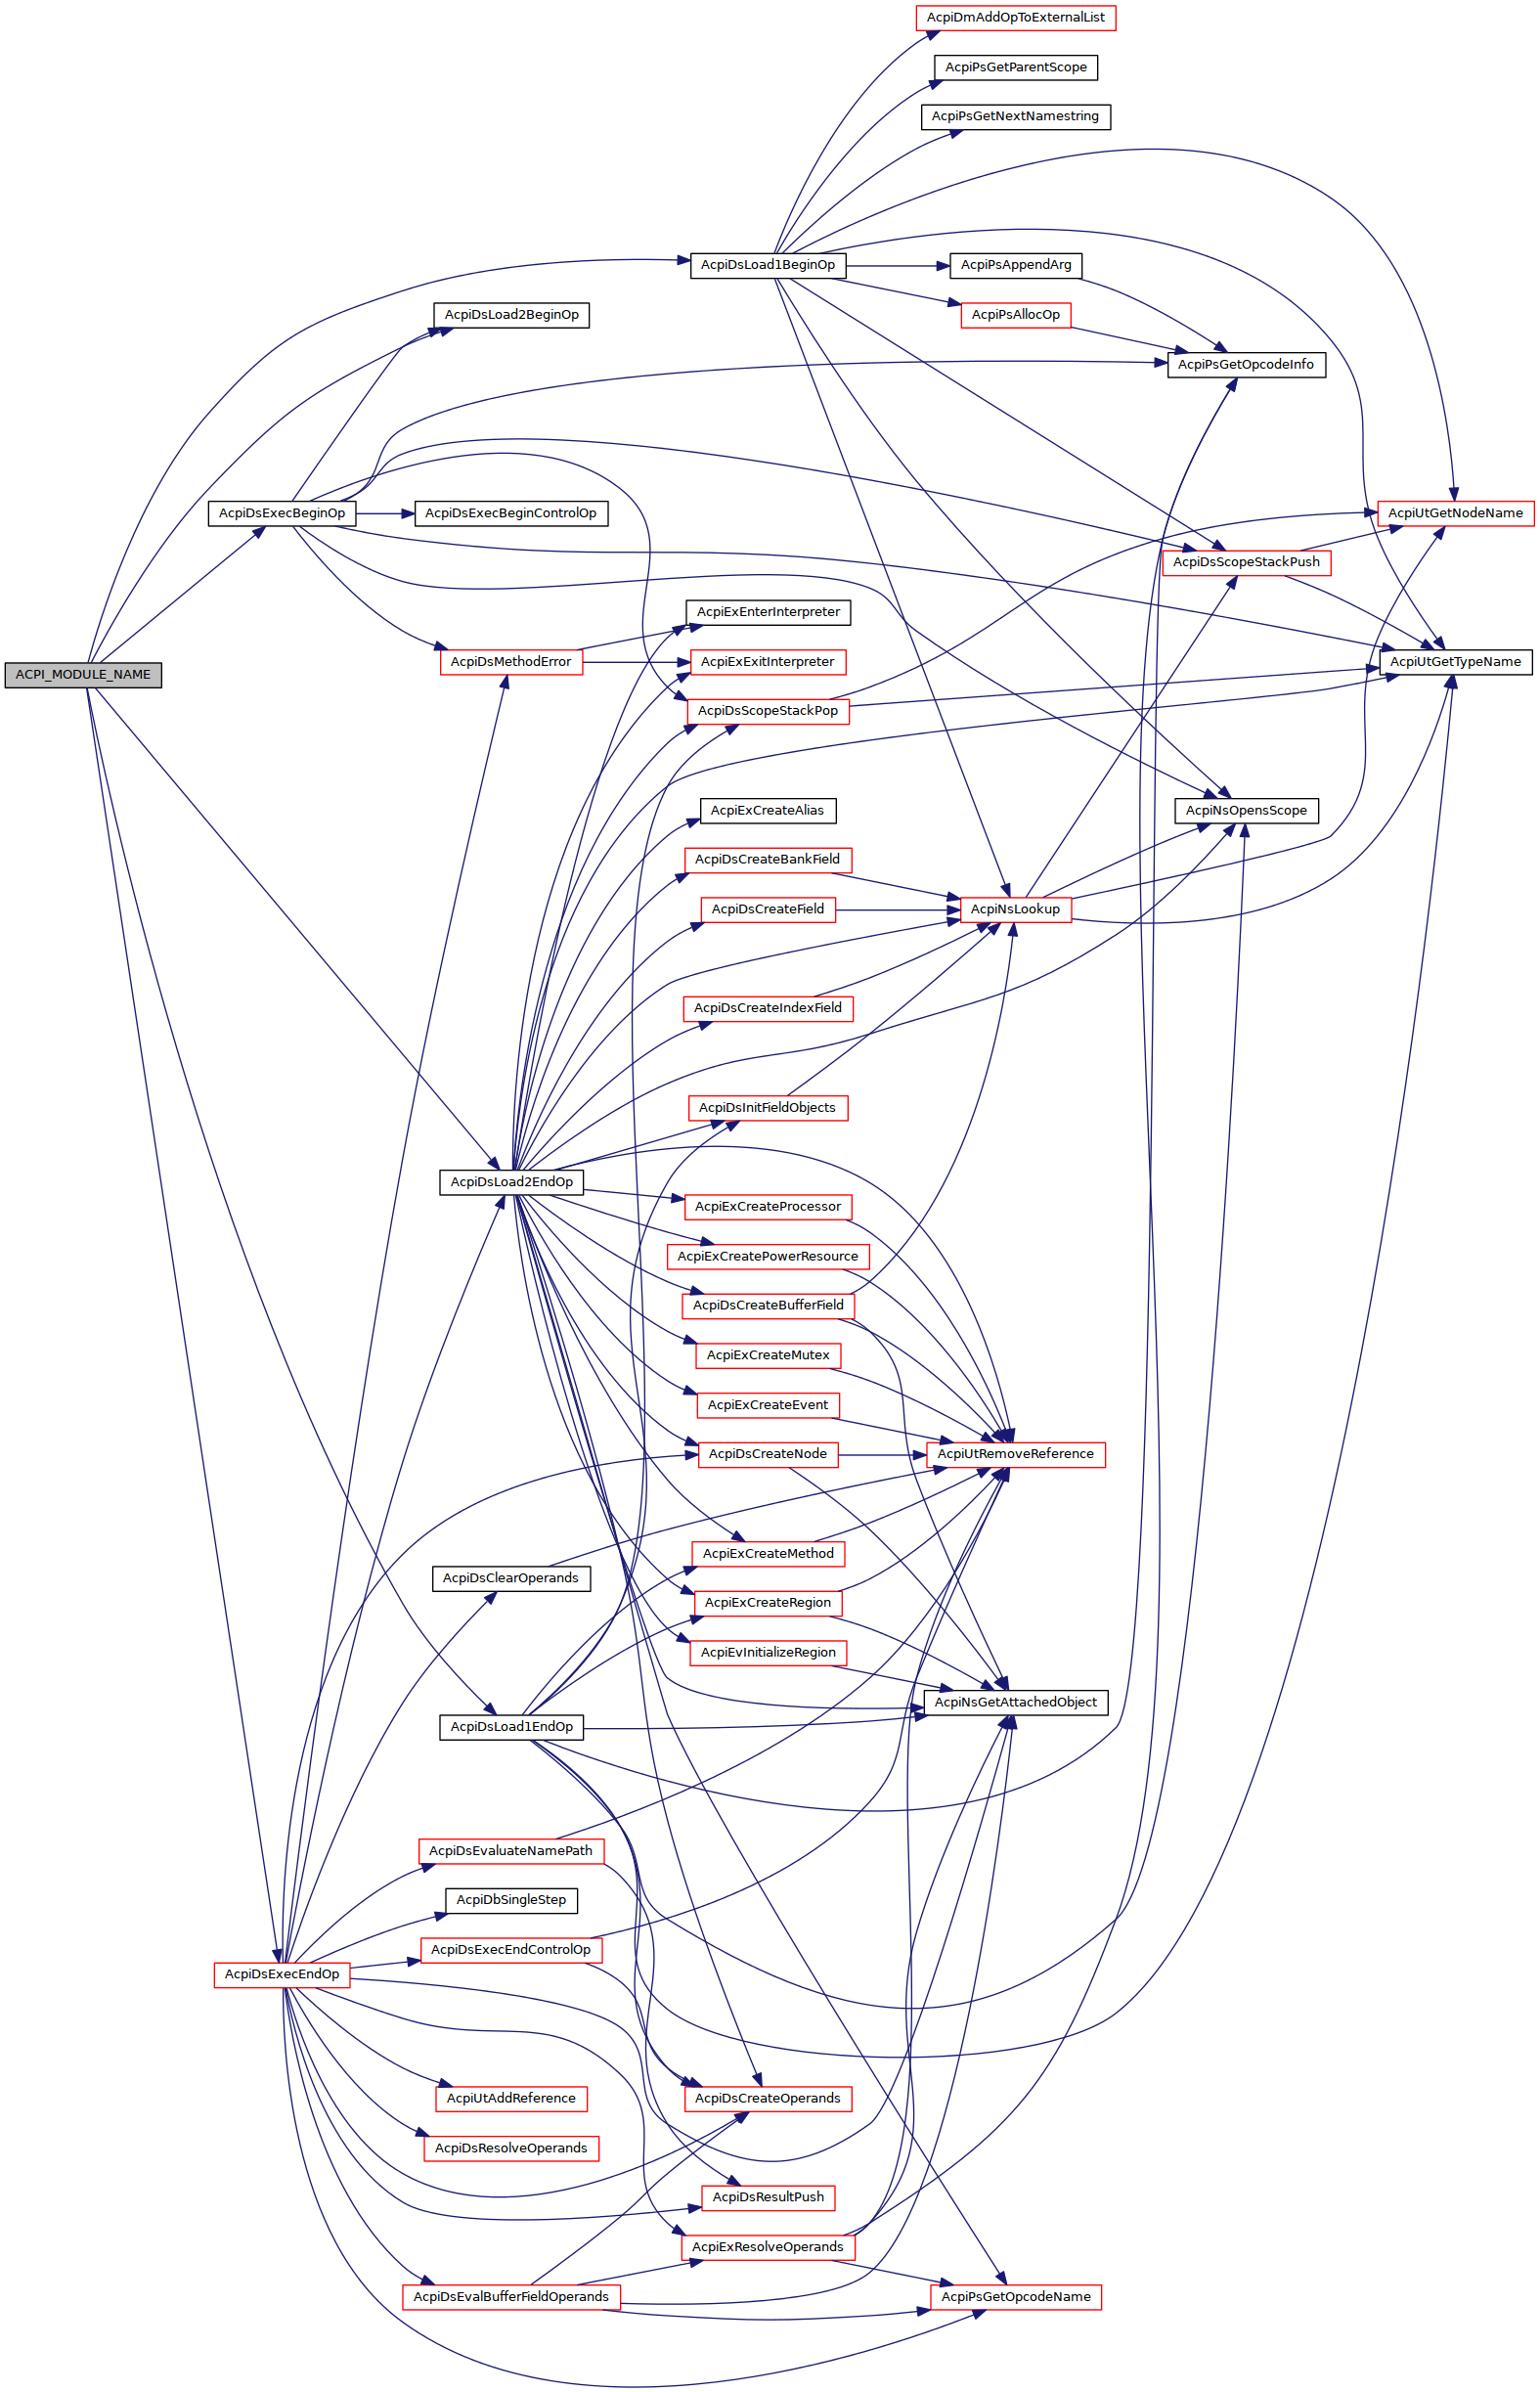 AcpiDmAddOpToExternalList
AcpiPsGetParentScope
AcpiPsGetNextNamestring
AcpiDsLoad1BeginOp
AcpiPsAppendArg
AcpiDsLoad2BeginOp
AcpiPsAllocOp
AcpiPsGetOpcodeInfo
AcpiDsExecBeginOp
AcpiDsExecBeginControlOp
AcpiUtGetNodeName
AcpiDsScopeStackPush
AcpiExEnterInterpreter
ACPI_MODULE_NAME
AcpiDsMethodError
AcpiExExitInterpreter
AcpiUtGetTypeName
AcpiDsScopeStackPop
AcpiExCreateAlias
AcpiNsOpensScope
AcpiDsCreateBankField
AcpiDsCreateField
AcpiNsLookup
AcpiDsCreateIndexField
AcpiDsInitFieldObjects
AcpiDsLoad2EndOp
AcpiExCreateProcessor
AcpiExCreatePowerResource
AcpiDsCreateBufferField
AcpiExCreateMutex
AcpiExCreateEvent
AcpiDsCreateNode
AcpiUtRemoveReference
AcpiExCreateMethod
AcpiDsClearOperands
AcpiExCreateRegion
AcpiEvInitializeRegion
AcpiNsGetAttachedObject
AcpiDsLoad1EndOp
AcpiDsEvaluateNamePath
AcpiDbSingleStep
AcpiDsExecEndControlOp
AcpiDsExecEndOp
AcpiUtAddReference
AcpiDsCreateOperands
AcpiDsResolveOperands
AcpiDsResultPush
AcpiExResolveOperands
AcpiDsEvalBufferFieldOperands
AcpiPsGetOpcodeName